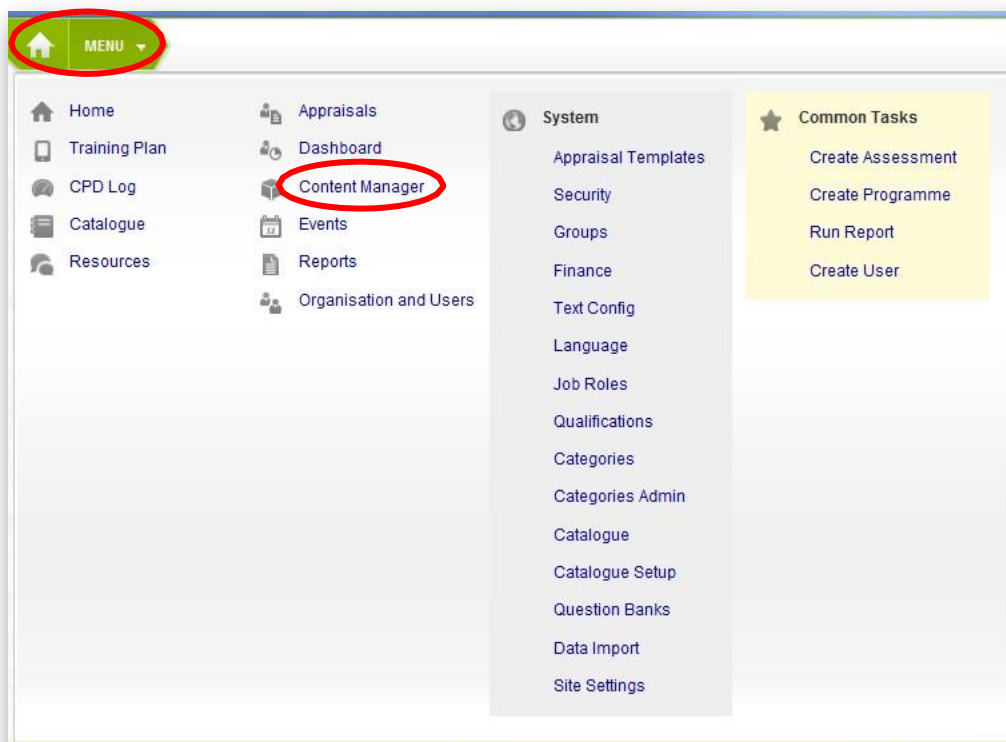 MENU
Home
Training Plan
CPD Log
Catalogue
Resources
Appraisals
Dashboard
Content Manager
Events
12
Reports
Organisation and Users
System
Appraisal Templates
Security
Groups
Finance
Text Config
Language
Job Roles
Qualifications
Categories
Categories Admin
Catalogue
Catalogue Setup
Question Banks
Data Import
Site Settings
Common Tasks
Create Assessment
Create Programme
Run Report
Create User